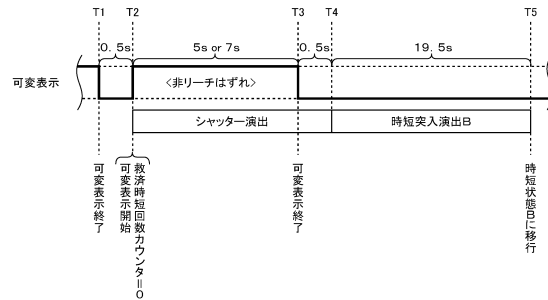 T1 T2 T3 T4 T5
0.5s 5s or 7s 0.5s 19.5s
可変表示
<非リーチはずれ>
シャッター演出 時短突入演出B
可変表示終了
可変表示開始
救済時短回数カウンタ=0
可変表示終了
時短状態Bに移行